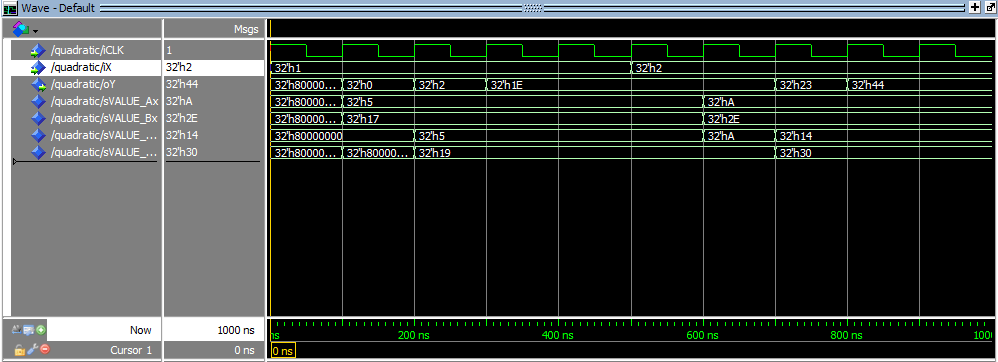 Wave - Default
Msgs
/quadratic/iCLK 1
/quadratic/iX 32'h2 32'h1 32'h2
/quadratic/oY 32'h44 32'h80000... 32'h0 32'h2 32'h1E 32'h23 32'h44
/quadratic/sVALUE_Ax 32'hA 32'h80000... 32'h5 32'hA
/quadratic/sVALUE_Bx 32'h2E 32'h80000... 32'h17 32'h2E
/quadratic/sVALUE_... 32'h14 32'h80000000 32'h5 32'hA 32'h14
/quadratic/sVALUE_... 32'h30 32'h80000... 32'h80000... 32'h19 32'h30
Now 1000 ns ns 200 ns 400 ns 600 ns 800 ns 1000
Cursor 1 0 ns 0 ns